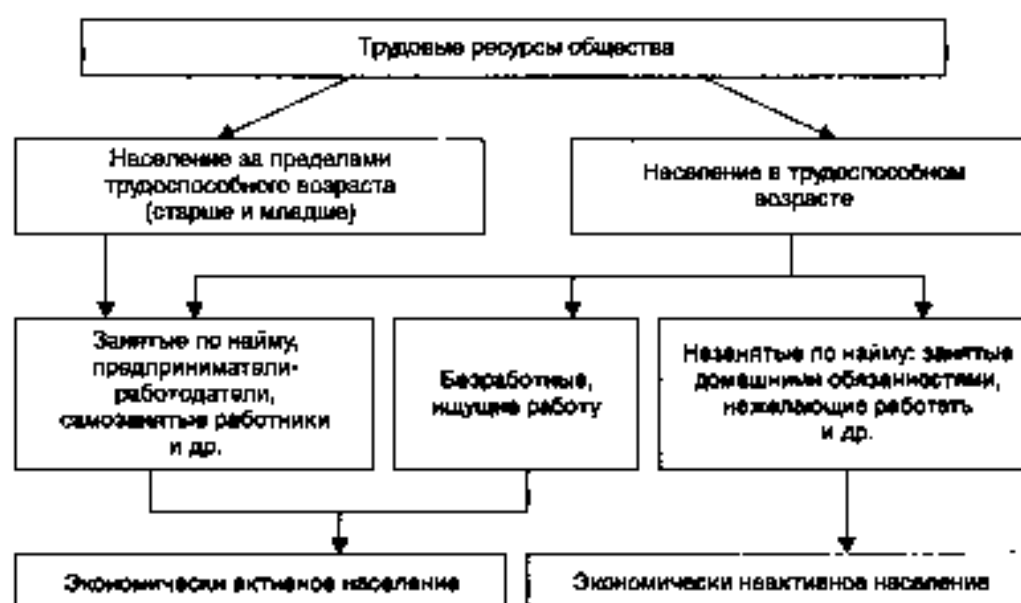 Трудовые ресурсы общества
Население за пределами
трудоспособного возраста
(старше и младше)
Население в трудоспособном
возрасте
Занятые по найму,
предприниматели-
работодатели,
самозанятые работники
и др.
Безработные,
ищущие работу
Незанятые по найму: занятые
домашними обязанностями,
нежелающие работать
и др.
Экономически активное население
Экономически неактивное население